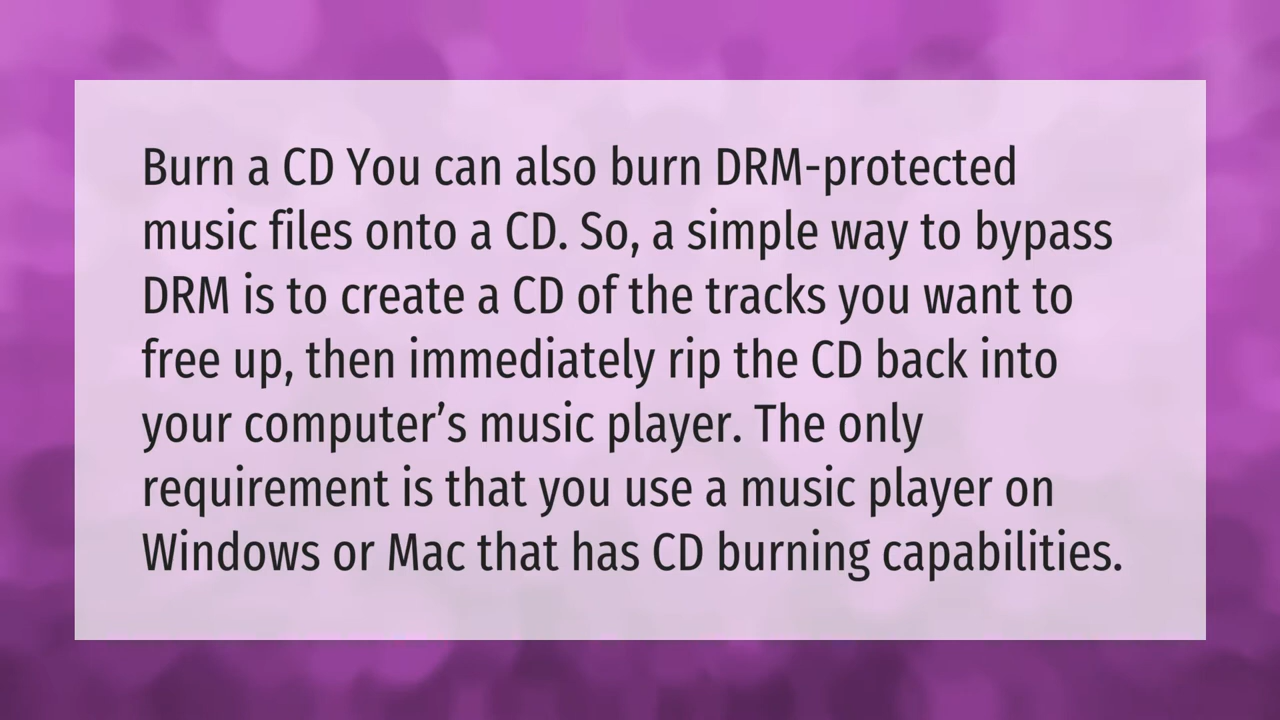 Burn a CD You can also burn DRM-protected
music files onto a CD. So, a simple way to bypass
DRM is to create a CD of the tracks you want to
free up, then immediately rip the CD back into
your computer’s music player. The only
requirement is that you use a music player on
Windows or Mac that has CD burning capabilities.